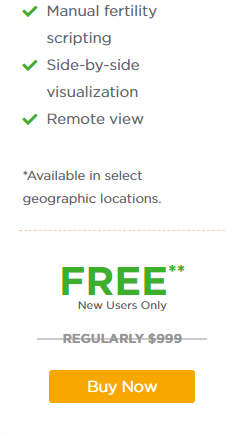 Manual fertility
scripting
Side-by-side
visualization
Remote view
*Available in select
geographic locations.
FREE**
New Users Only
REGULARLY $999
Buy Now